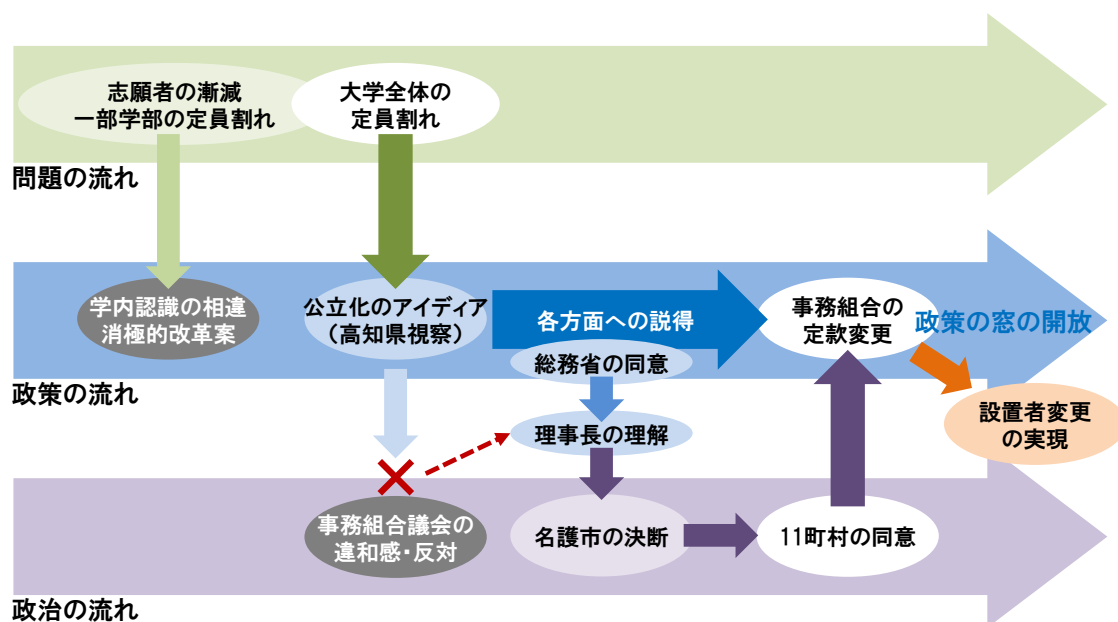 志願者の漸減
一部学部の定員割れ
大学全体の
定員割れ
問題の流れ
学内認識の相違
消極的改革案
公立化のアイディア
(高知県視察)
各方面への説得
総務省の同意
理事長の理解
事務組合の
定款変更
政策の窓の開放
設置者変更
の実現
政策の流れ
事務組合議会の
違和感・反対
名護市の決断
11町村の同意
政治の流れ